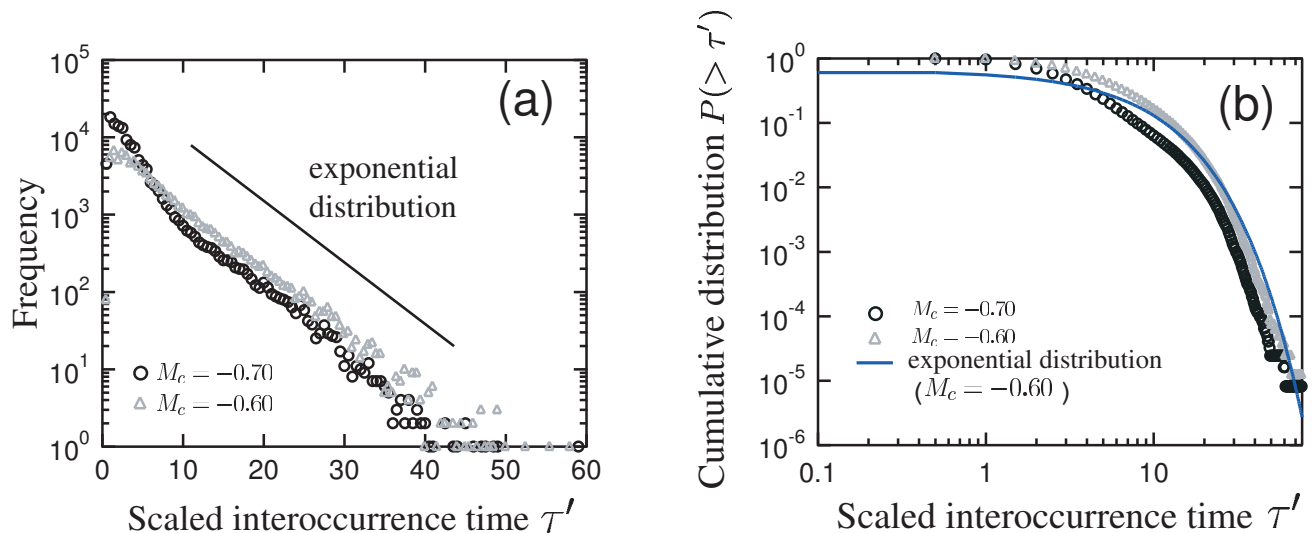 (a)
10^5
10^4
10^3
10^2
10^1
10^0
Frequency
exponential
distribution
M_c = −0.70
M_c = −0.60
0 10 20 30 40 50 60
Scaled interoccurrence time τ′
(b)
10^0
10^-1
10^-2
10^-3
10^-4
10^-5
10^-6
Cumulative distribution P(> τ′)
M_c = −0.70
M_c = −0.60
exponential distribution
(M_c = −0.60 )
0.1 1 10
Scaled interoccurrence time τ′